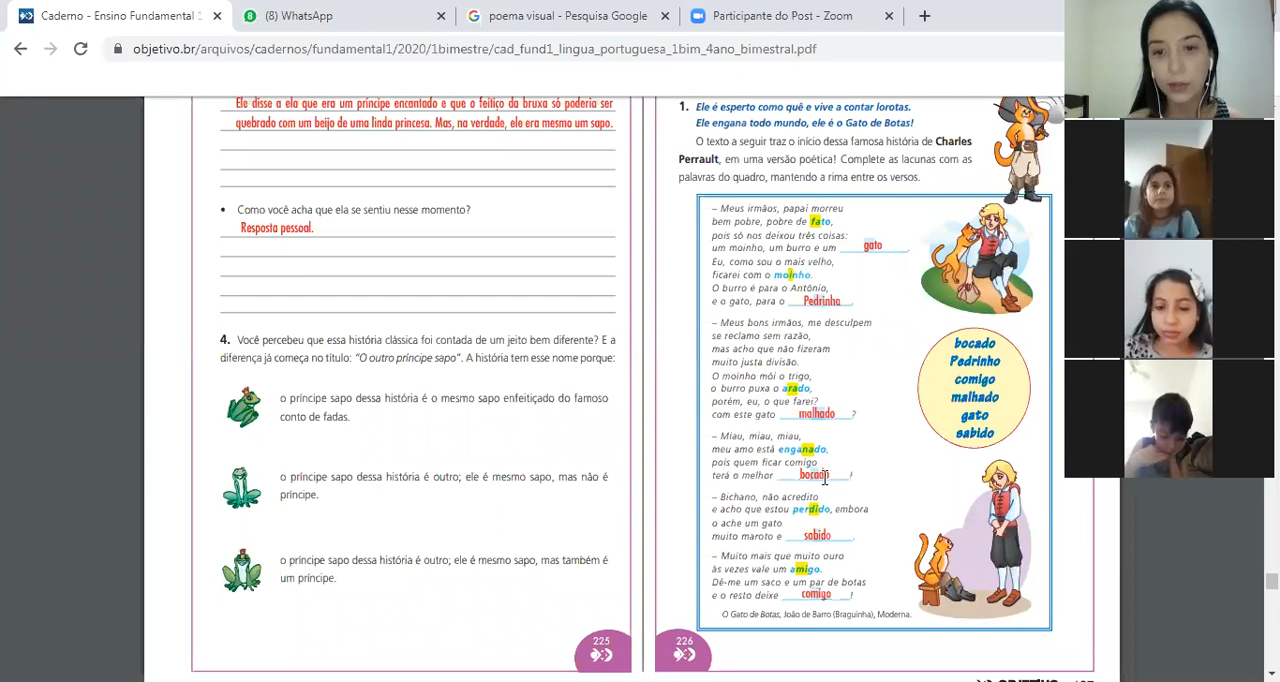 Caderno - Ensino Fundamental
(8) WhatsApp
poema visual - Pesquisa Google
Participante do Post - Zoom
objetivo.br/arquivos/cadernos/fundamental1/2020/1bimestre/cad_fund1_lingua_portuguesa_1bim_4ano_bimestral.pdf
Ele disse a ela que era um príncipe encantado e que o feitiço da bruxa só poderia ser
quebrado com um beijo de uma linda princesa. Mas, na verdade, ele era mesmo um sapo.
• Como você acha que ela se sentiu nesse momento?
Resposta pessoal.
4. Você percebeu que essa história clássica foi contada de um jeito bem diferente? E a
diferença já começa no título: "O outro príncipe sapo". A história tem esse nome porque:
o príncipe sapo dessa história é o mesmo sapo enfeitiçado do famoso
conto de fadas.
o príncipe sapo dessa história é outro; ele é mesmo sapo, mas não é
príncipe.
o príncipe sapo dessa história é outro; ele é mesmo sapo, mas também é
um príncipe.
225
1. Ele é esperto como quê e vive a contar lorotas.
Ele engana todo mundo, ele é o Gato de Botas!
O texto a seguir traz o início dessa famosa história de Charles
Perrault, em uma versão poética! Complete as lacunas com as
palavras do quadro, mantendo a rima entre os versos.
– Meus irmãos, papai morreu
bem pobre, pobre de fato,
pois só nos deixou três coisas:
um moinho, um burro e um gato.
Eu, como sou o mais velho,
ficarei com o moinho.
O burro é para o Antônio,
e o gato, para o Pedrinho.
– Meus bons irmãos, me desculpem
se reclamo sem razão,
mas acho que não fizeram
muito justa divisão.
O moinho mói o trigo,
o burro puxa o arado,
porém, eu, o que farei?
com este gato malhado?
– Miau, miau, miau,
meu amo está enganado,
pois quem ficar comigo
terá o melhor bocado!
– Bichano, não acredito
e acho que estou perdido, embora
o ache um gato
muito maroto e sabido.
– Muito mais que muito ouro
às vezes vale um amigo.
Dê-me um saco e um par de botas
e o resto deixe comigo!
O Gato de Botas, João de Barro (Braguinha), Moderna.
bocado
Pedrinho
comigo
malhado
gato
sabido
226